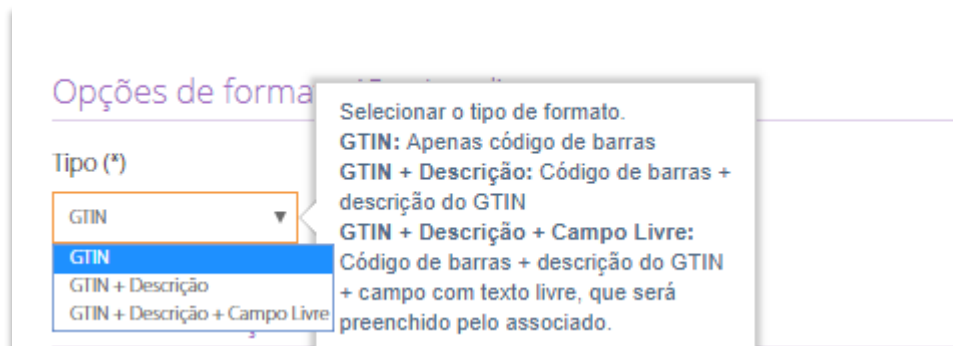 Opções de forma
Tipo (*)
GTIN
GTIN
GTIN + Descrição
GTIN + Descrição + Campo Livre
Selecionar o tipo de formato.
GTIN: Apenas código de barras
GTIN + Descrição: Código de barras +
descrição do GTIN
GTIN + Descrição + Campo Livre:
Código de barras + descrição do GTIN
+ campo com texto livre, que será
preenchido pelo associado.